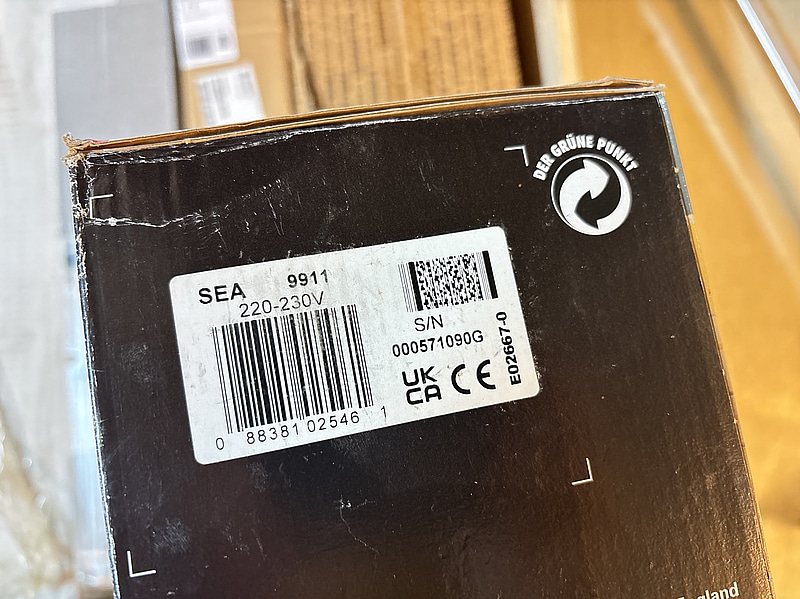 DER GRÜNE PUNKT
SEA 9911
220-230V
S/N
000571090G
UK
CA CE
E02667-0
0 88381 02546 1